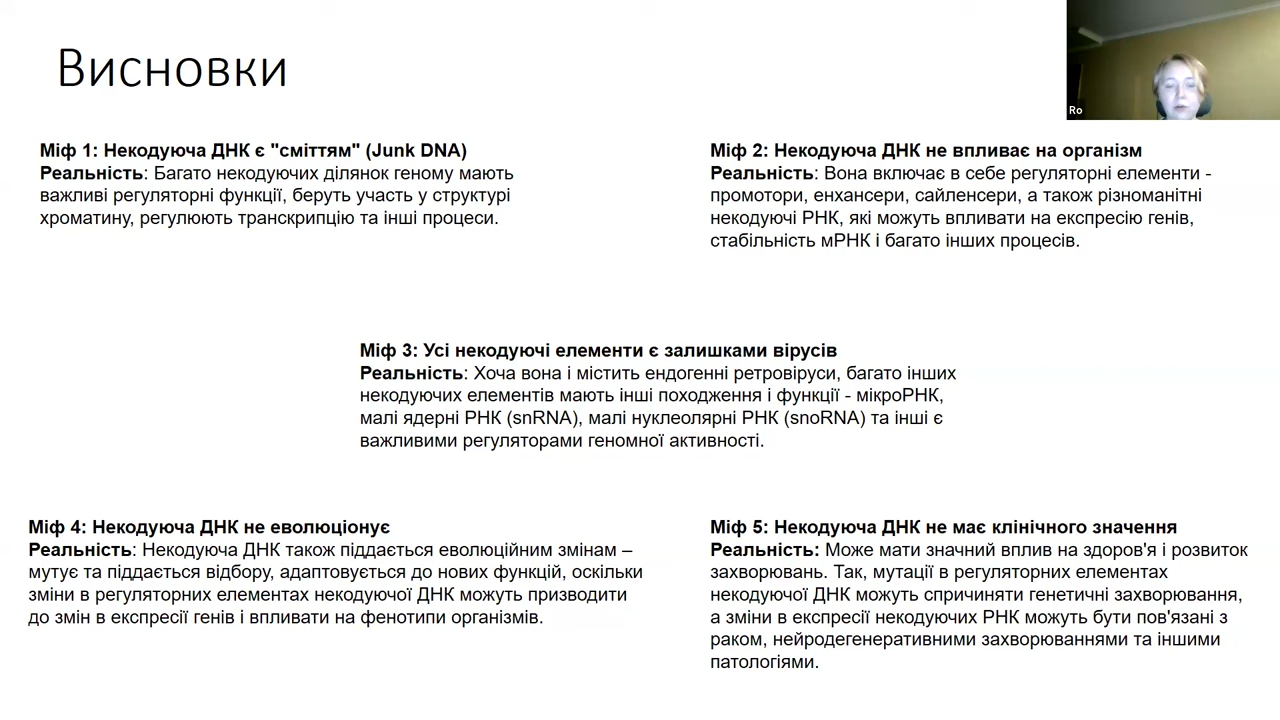 Висновки
Ro
Міф 1: Некодуюча ДНК є "сміттям" (Junk DNA)
Реальність: Багато некодуючих ділянок геному мають
важливі регуляторні функції, беруть участь у структурі
хроматину, регулюють транскрипцію та інші процеси.
Міф 2: Некодуюча ДНК не впливає на організм
Реальність: Вона включає в себе регуляторні елементи -
промотори, енхансери, сайленсери, а також різноманітні
некодуючі РНК, які можуть впливати на експресію генів,
стабільність мРНК і багато інших процесів.
Міф 3: Усі некодуючі елементи є залишками вірусів
Реальність: Хоча вона і містить ендогенні ретровіруси, багато інших
некодуючих елементів мають інші походження і функції - мікроРНК,
малі ядерні РНК (snRNA), малі нуклеолярні РНК (snoRNA) та інші є
важливими регуляторами геномної активності.
Міф 4: Некодуюча ДНК не еволюціонує
Реальність: Некодуюча ДНК також піддається еволюційним змінам –
мутує та піддається відбору, адаптовується до нових функцій, оскільки
зміни в регуляторних елементах некодуючої ДНК можуть призводити
до змін в експресії генів і впливати на фенотипи організмів.
Міф 5: Некодуюча ДНК не має клінічного значення
Реальність: Може мати значний вплив на здоров'я і розвиток
захворювань. Так, мутації в регуляторних елементах
некодуючої ДНК можуть спричиняти генетичні захворювання,
а зміни в експресії некодуючих РНК можуть бути пов'язані з
раком, нейродегенеративними захворюваннями та іншими
патологіями.